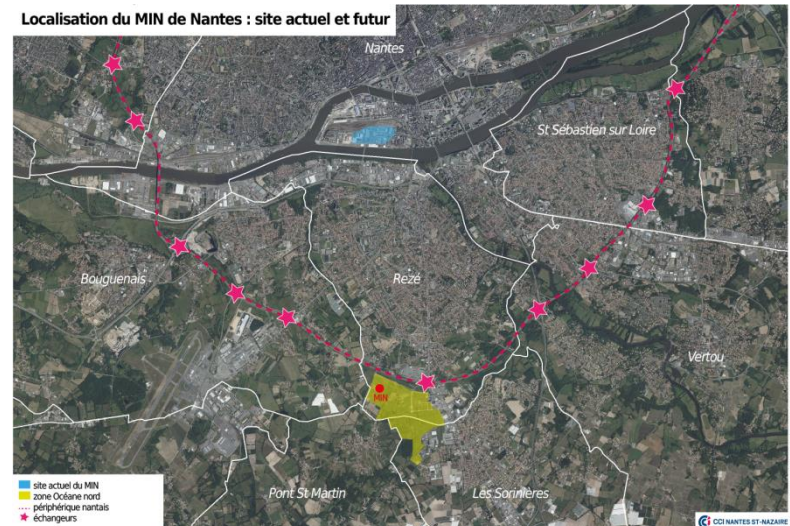 Localisation du MIN de Nantes : site actuel et futur
Nantes
St Sébastien sur Loire
Bouguenais
Rezé
Vertou
MIN
Pont St Martin
Les Sorinières
site actuel du MIN
zone Océane nord
périphérique nantais
échangeurs
CCI NANTES ST-NAZAIRE